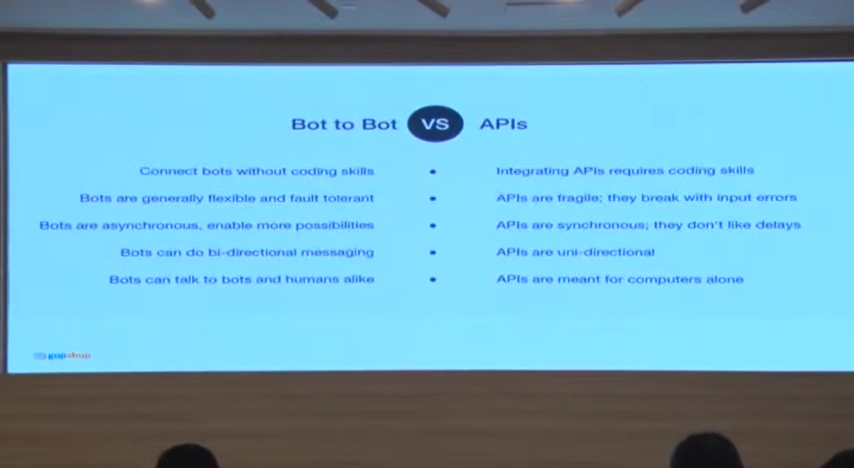 Bot to Bot VS APIs
Connect bots without coding skills • Integrating APIs requires coding skills
Bots are generally flexible and fault tolerant • APIs are fragile; they break with input errors
Bots are asynchronous, enable more possibilities • APIs are synchronous; they don't like delays
Bots can do bi-directional messaging • APIs are uni-directional
Bots can talk to bots and humans alike • APIs are meant for computers alone
gupshup